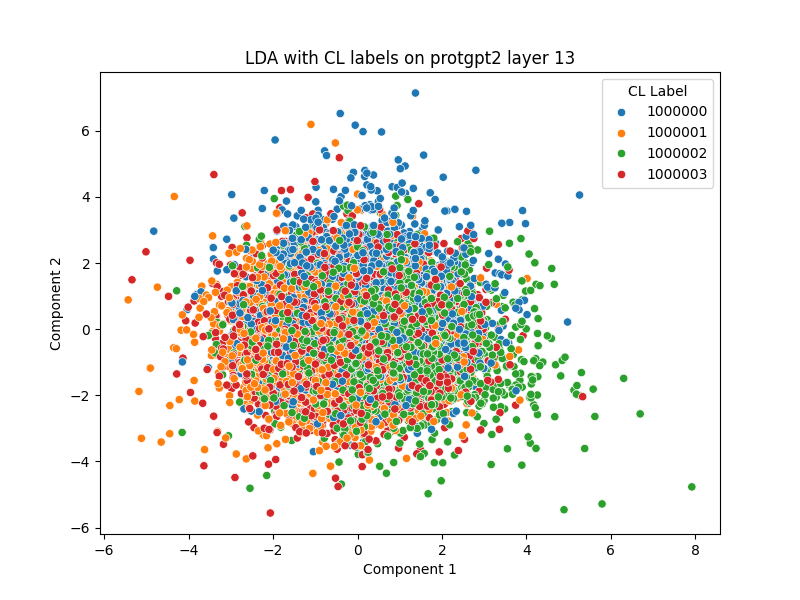 LDA with CL labels on protgpt2 layer 13
CL Label
1000000
1000001
1000002
1000003
6
4
2
0
−2
−4
−6
Component 2
−6 −4 −2 0 2 4 6 8
Component 1